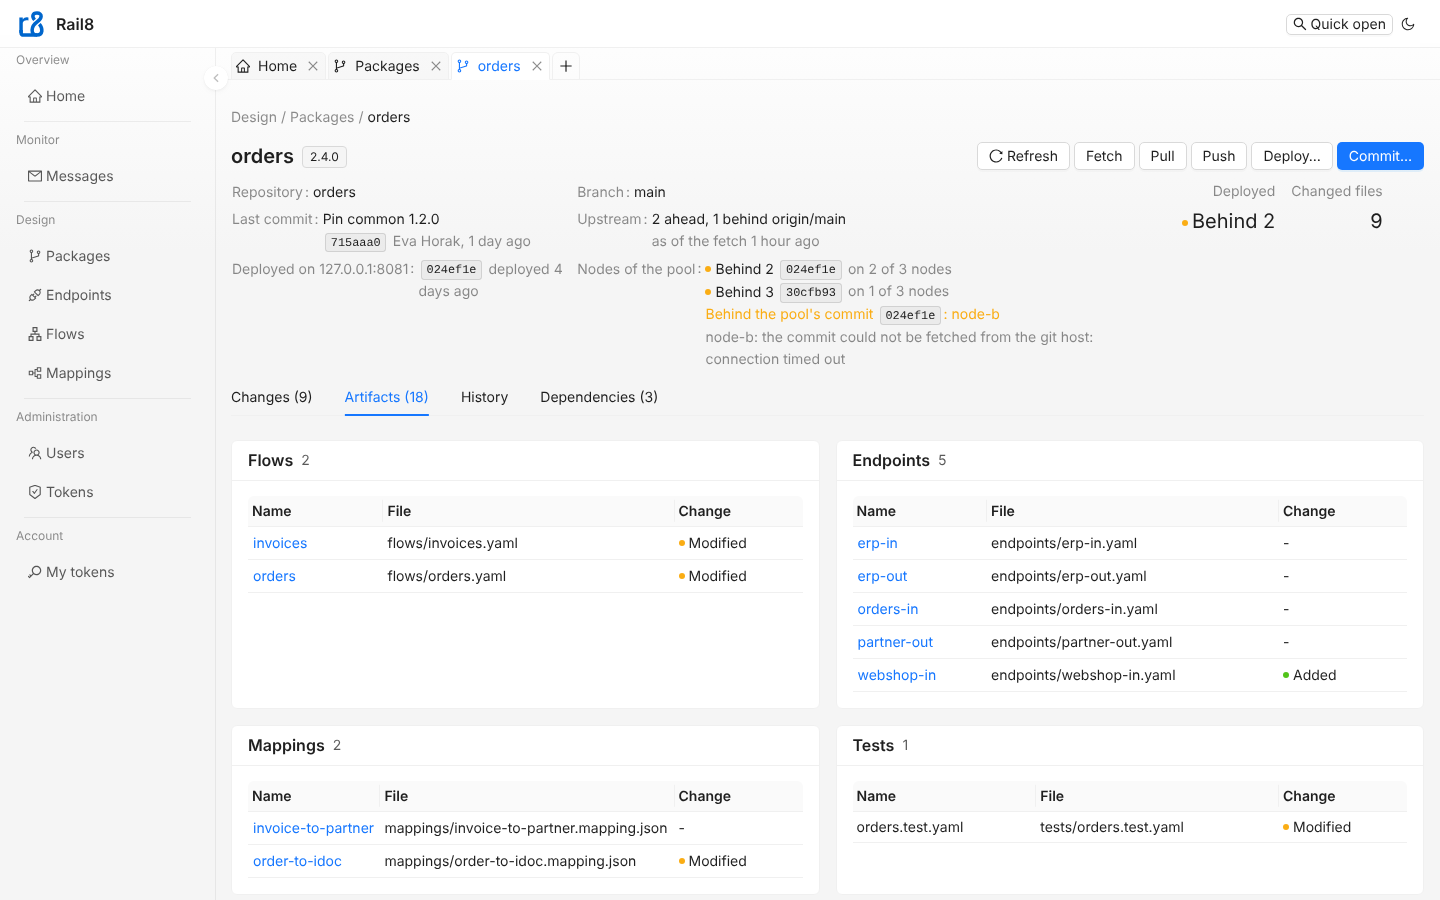 r8 Rail8
Quick open
Overview
Home
Monitor
Messages
Design
Packages
Endpoints
Flows
Mappings
Administration
Users
Tokens
Account
My tokens
Home
Packages
orders
Design / Packages / orders
orders 2.4.0
Refresh
Fetch
Pull
Push
Deploy...
Commit...
Repository: orders
Branch: main
Last commit: Pin common 1.2.0
715aaa0 Eva Horak, 1 day ago
Upstream: 2 ahead, 1 behind origin/main
as of the fetch 1 hour ago
Deployed on 127.0.0.1:8081: 024ef1e deployed 4
days ago
Nodes of the pool: Behind 2 024ef1e on 2 of 3 nodes
Behind 3 30cfb93 on 1 of 3 nodes
Behind the pool's commit 024ef1e: node-b
node-b: the commit could not be fetched from the git host:
connection timed out
Deployed
Behind 2
Changed files
9
Changes (9)
Artifacts (18)
History
Dependencies (3)
Flows 2
Name File Change
invoices flows/invoices.yaml Modified
orders flows/orders.yaml Modified
Endpoints 5
Name File Change
erp-in endpoints/erp-in.yaml -
erp-out endpoints/erp-out.yaml -
orders-in endpoints/orders-in.yaml -
partner-out endpoints/partner-out.yaml -
webshop-in endpoints/webshop-in.yaml Added
Mappings 2
Name File Change
invoice-to-partner mappings/invoice-to-partner.mapping.json -
order-to-idoc mappings/order-to-idoc.mapping.json Modified
Tests 1
Name File Change
orders.test.yaml tests/orders.test.yaml Modified